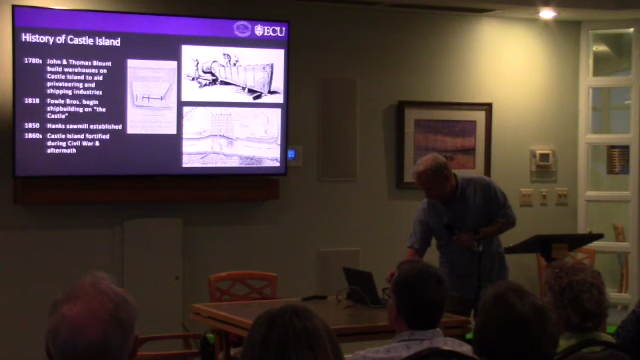 ECU
History of Castle Island
1780s John & Thomas Blount
build warehouses on
Castle Island to aid
privateering and
shipping industries
1818 Fowle Bros. begin
shipbuilding on "the
Castle"
1850 Hanks sawmill established
1860s Castle Island fortified
during Civil War &
aftermath